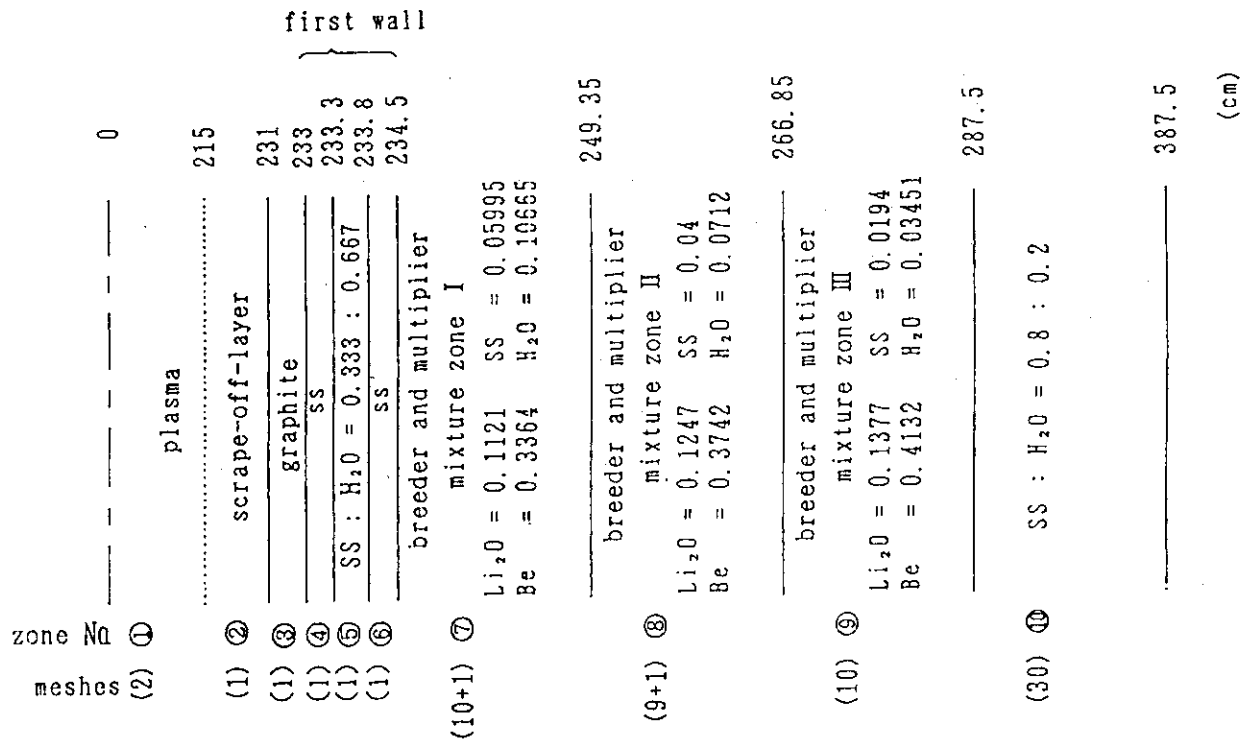 first wall
0
plasma
215
scrape-off-layer
231
graphite
233
SS
233.3
SS : H₂O = 0.333 : 0.667
233.8
SS
234.5
breeder and multiplier
mixture zone Ⅰ
Li₂O = 0.1121 SS = 0.05995
Be = 0.3364 H₂O = 0.10665
249.35
breeder and multiplier
mixture zone Ⅱ
Li₂O = 0.1247 SS = 0.04
Be = 0.3742 H₂O = 0.0712
266.85
breeder and multiplier
mixture zone Ⅲ
Li₂O = 0.1377 SS = 0.0194
Be = 0.4132 H₂O = 0.03451
287.5
SS : H₂O = 0.8 : 0.2
387.5
(cm)
zone No. ① ② ③ ④ ⑤ ⑥ ⑦ ⑧ ⑨ ⑩
meshes (2) (1) (1) (1) (1) (1) (10+1) (9+1) (10) (30)